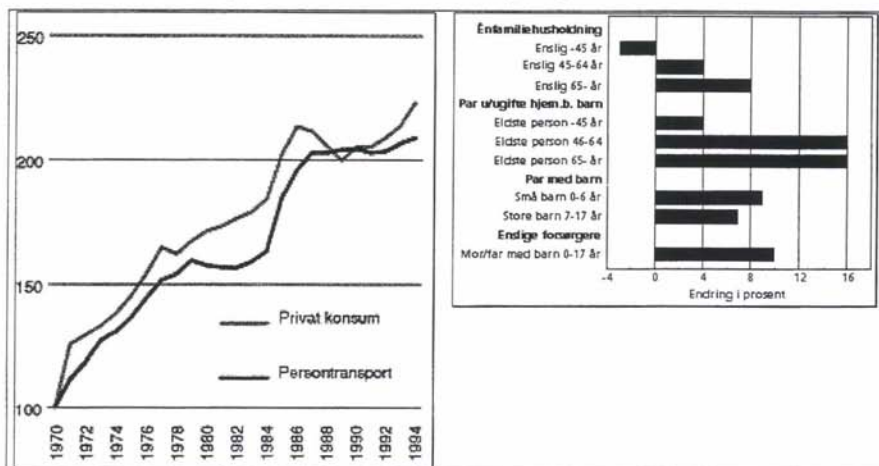 250
200
150
100
Privat konsum
Persontransport
1970
1972
1974
1976
1978
1980
1982
1984
1986
1988
1990
1992
1994
Énfamiliehusholdning
Enslig -45 år
Enslig 45-64 år
Enslig 65- år
Par u/ugifte hjem.b. barn
Eldste person -45 år
Eldste person 46-64
Eldste person 65- år
Par med barn
Små barn 0-6 år
Store barn 7-17 år
Enslige forsørgere
Mor/far med barn 0-17 år
-4 0 4 8 12 16
Endring i prosent